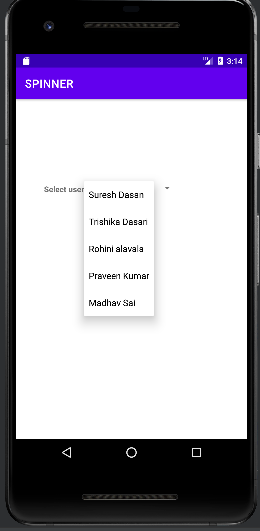 3:14
SPINNER
Select user
Suresh Dasan
Trishika Dasan
Rohini alavala
Praveen Kumar
Madhav Sai